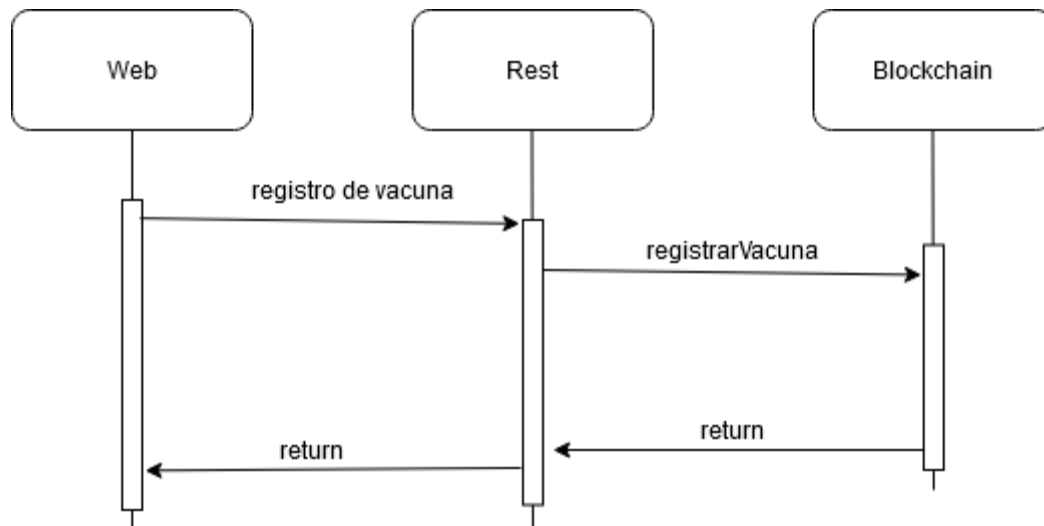 Web
Rest
Blockchain
registro de vacuna
registrarVacuna
return
return